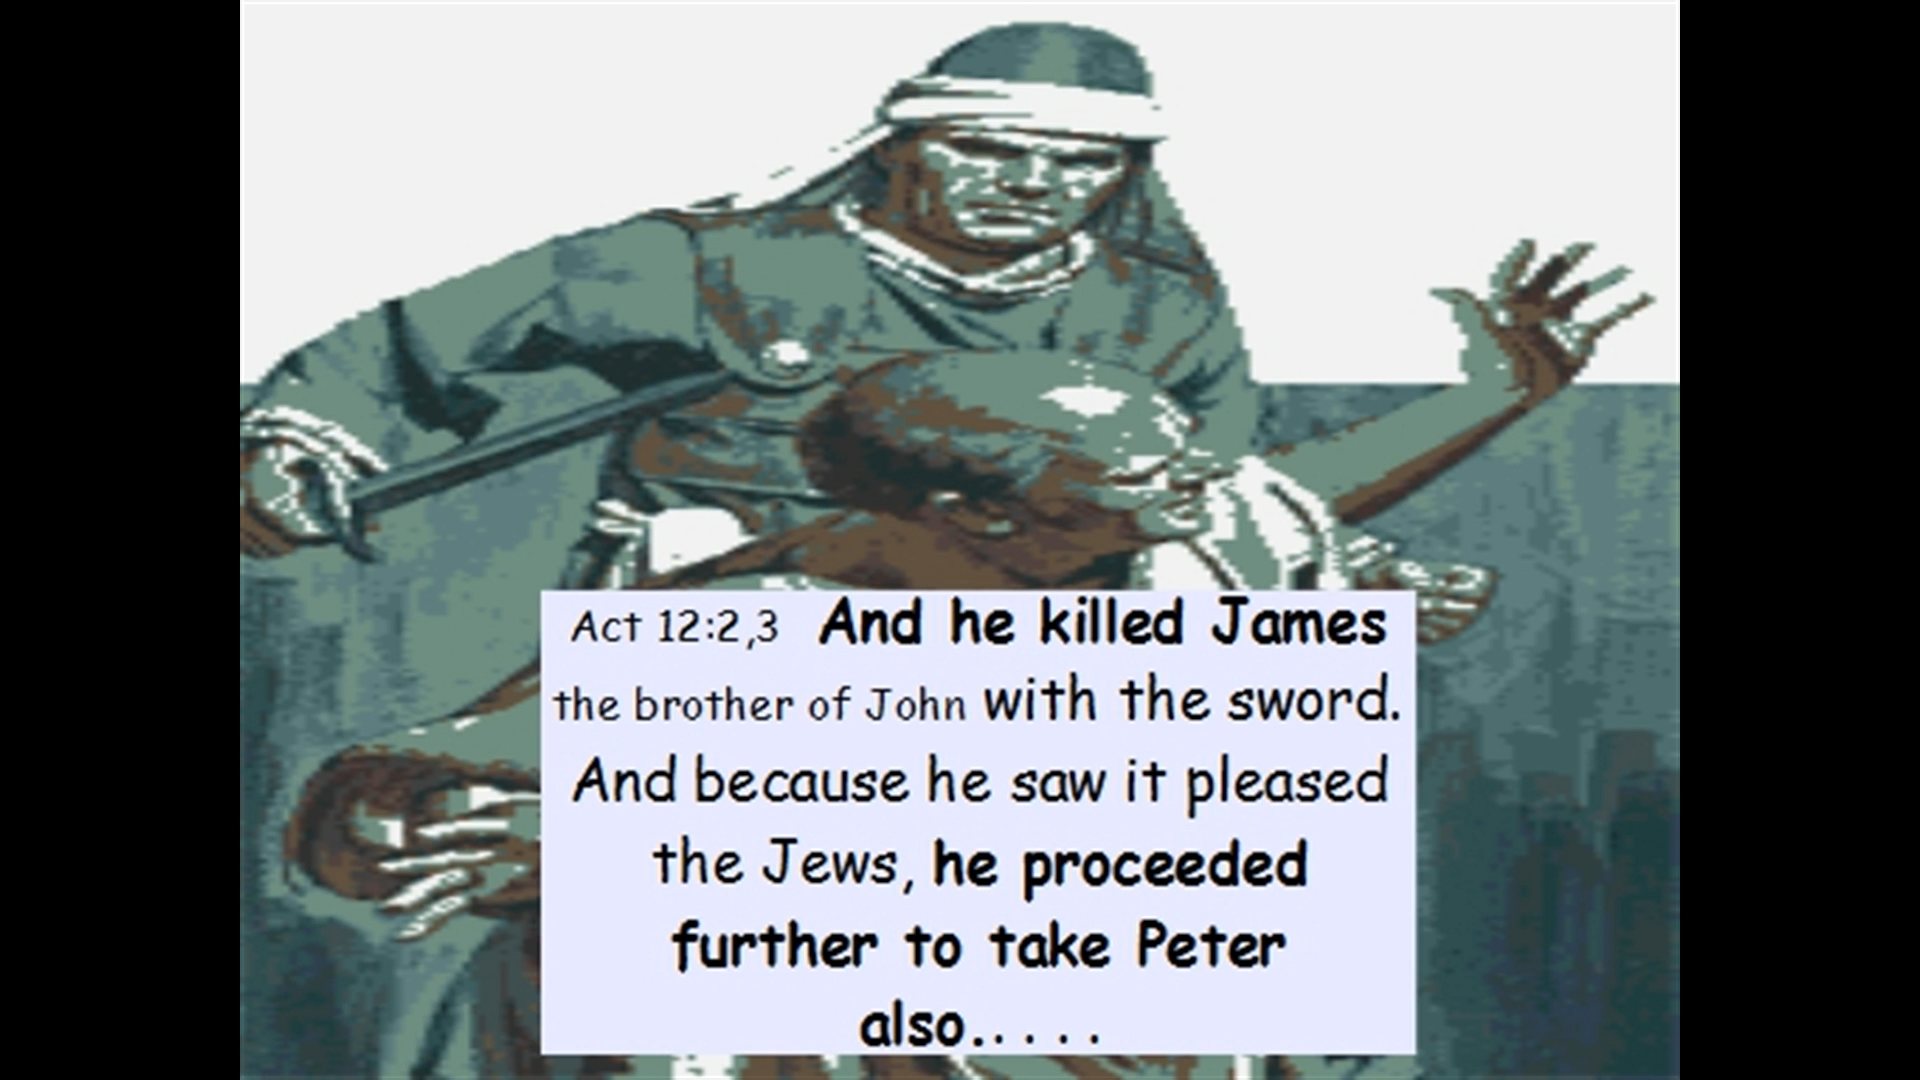 Act 12:2,3 And he killed James
the brother of John with the sword.
And because he saw it pleased
the Jews, he proceeded
further to take Peter
also.....